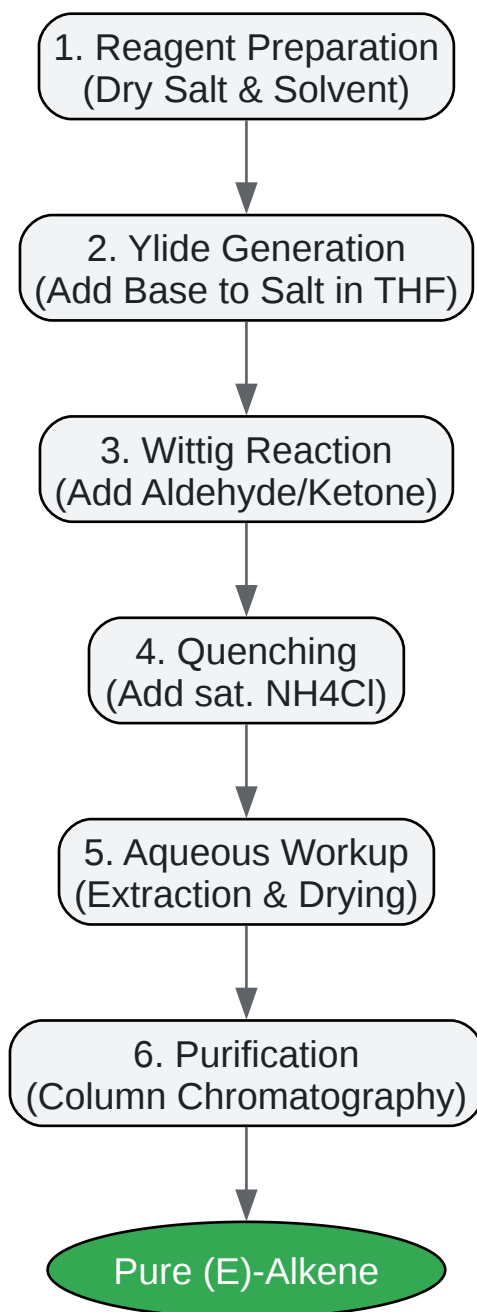 1. Reagent Preparation
(Dry Salt & Solvent)
2. Ylide Generation
(Add Base to Salt in THF)
3. Wittig Reaction
(Add Aldehyde/Ketone)
4. Quenching
(Add sat. NH4Cl)
5. Aqueous Workup
(Extraction & Drying)
6. Purification
(Column Chromatography)
Pure (E)-Alkene